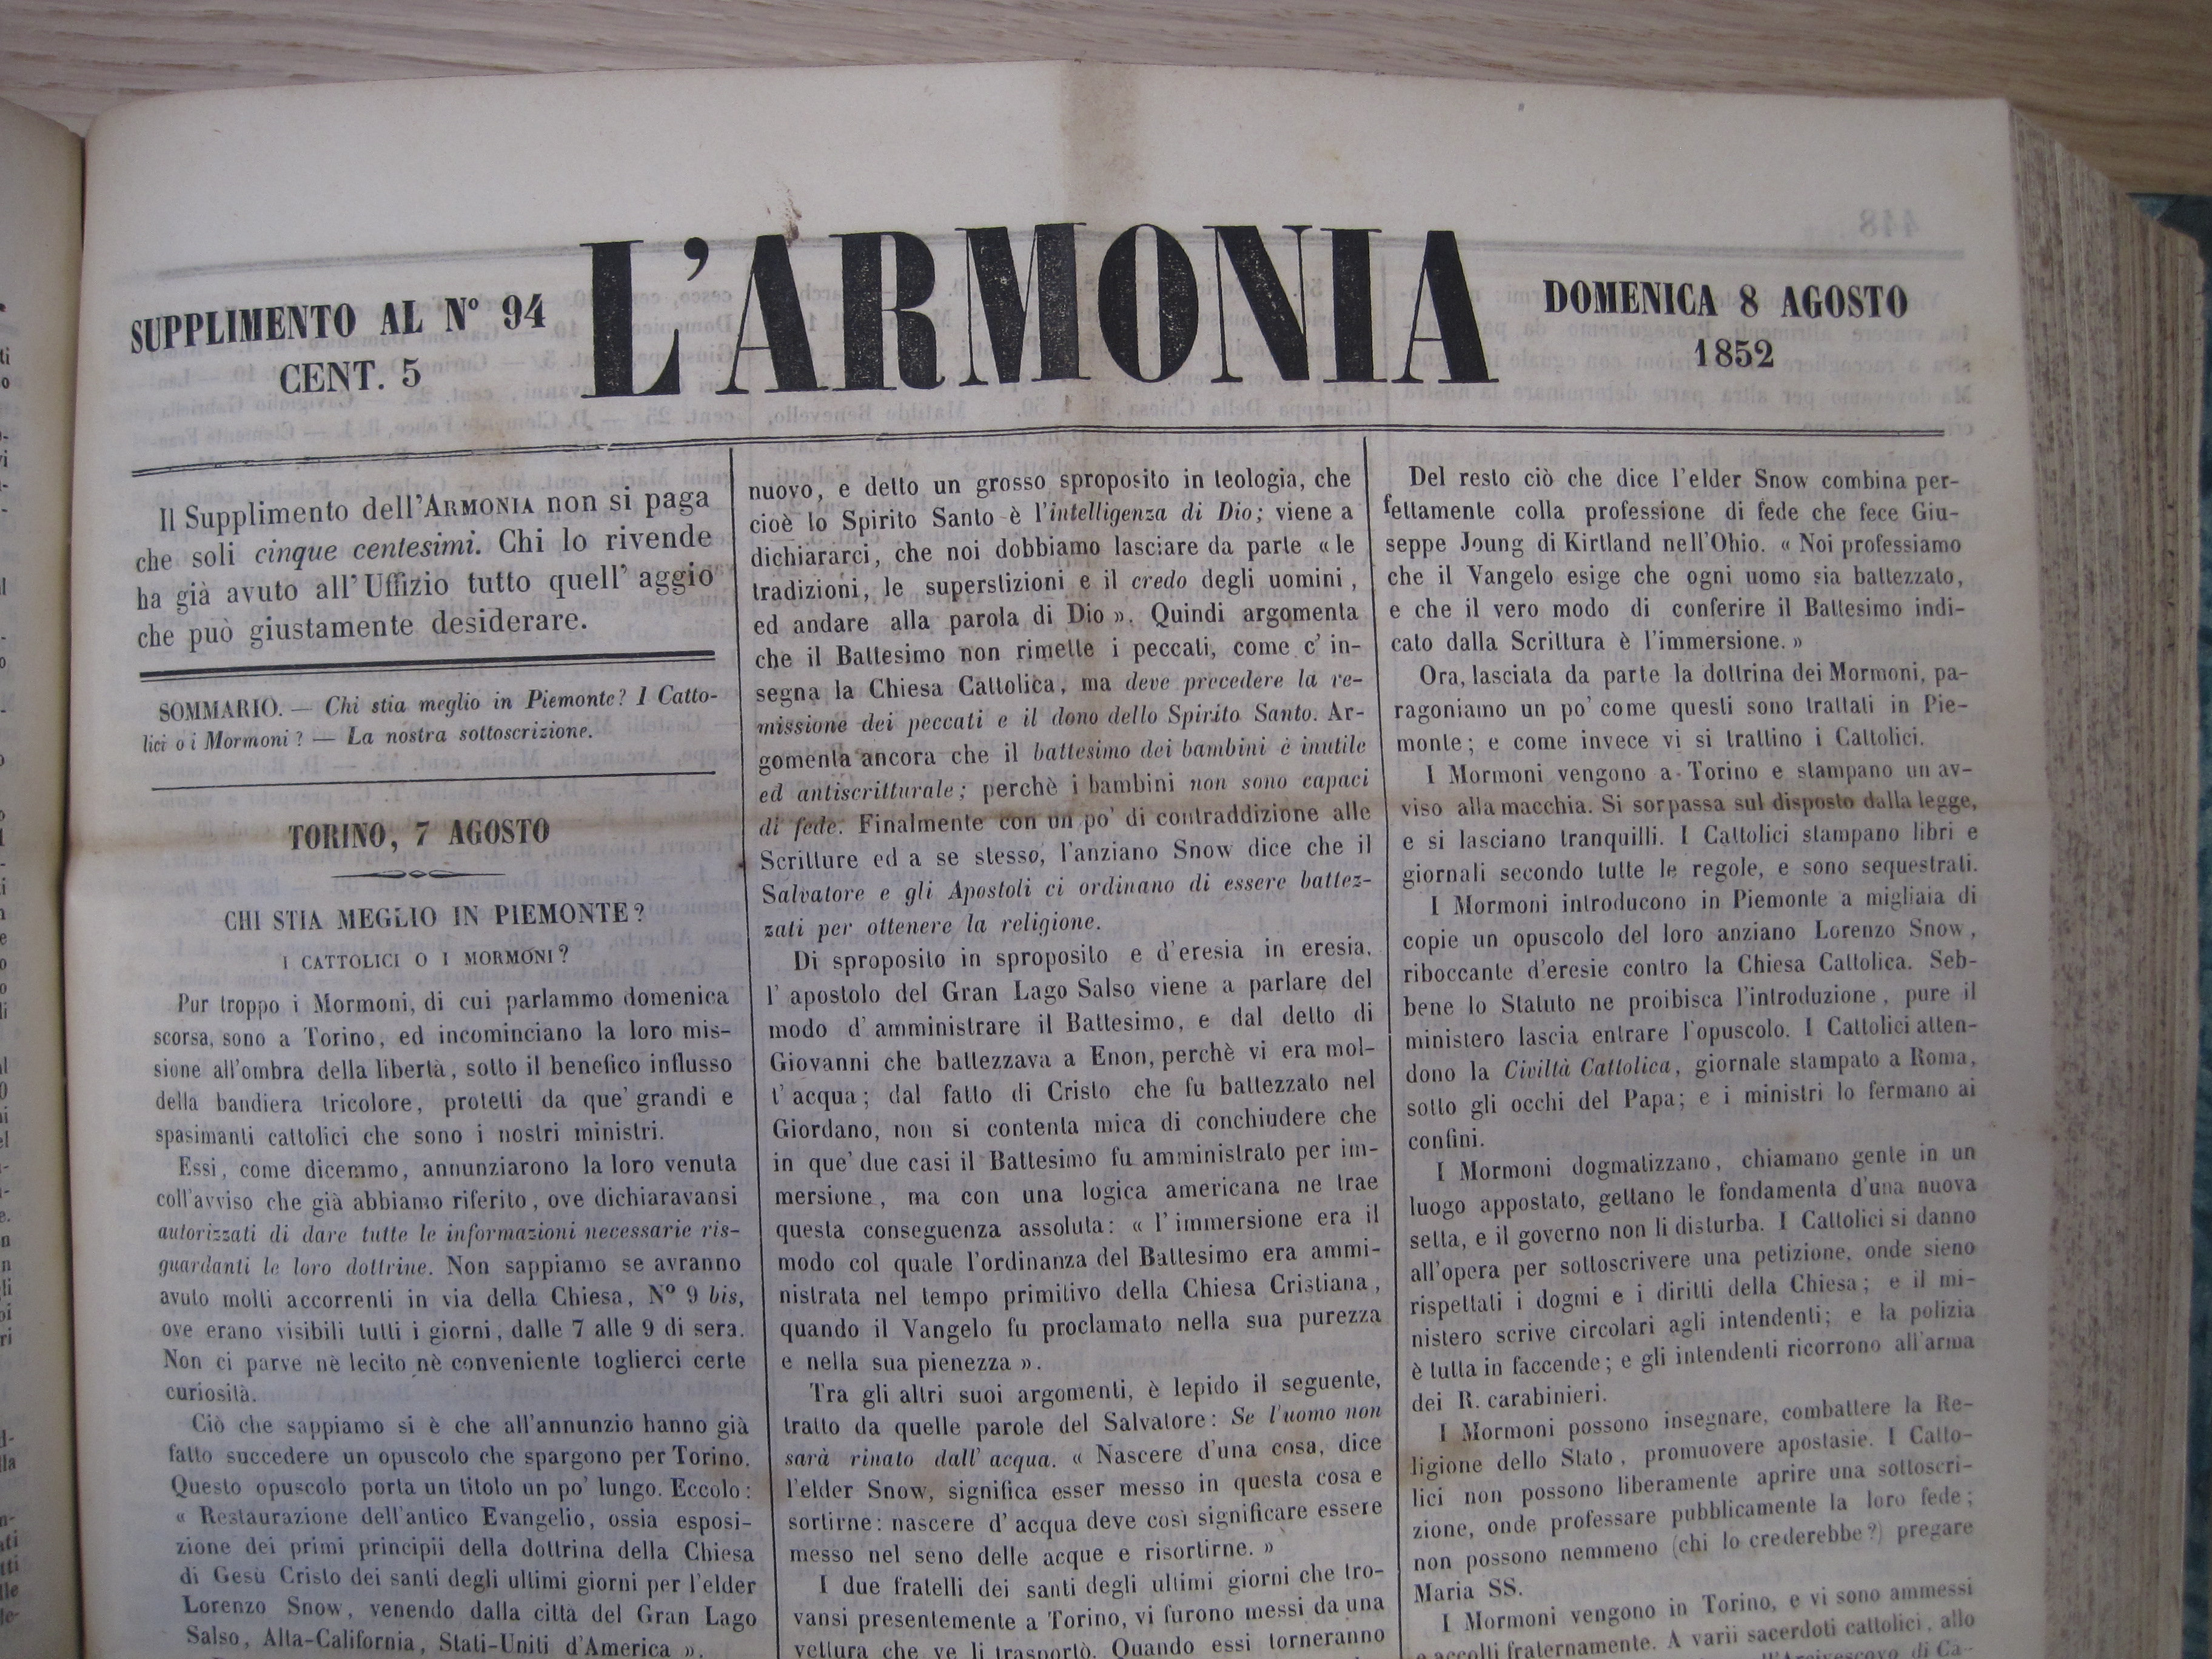 SUPPLIMENTO AL Nº 94
CENT. 5
L'ARMONIA
DOMENICA 8 AGOSTO
1852
Il Supplimento dell'ARMONIA non si paga
che soli cinque centesimi. Chi lo rivende
ha già avuto all' Uffizio tutto quell' aggio
che può giustamente desiderare.
SOMMARIO. — Chi stia meglio in Piemonte? I Catto-
lici o i Mormoni? — La nostra sottoscrizione.
TORINO, 7 AGOSTO
CHI STIA MEGLIO IN PIEMONTE?
I CATTOLICI O I MORMONI?
Pur troppo i Mormoni, di cui parlammo domenica
scorsa, sono a Torino, ed incominciano la loro mis-
sione all'ombra della libertà, sotto il benefico influsso
della bandiera tricolore, protetti da que' grandi e
spasimanti cattolici che sono i nostri ministri.
Essi, come dicemmo, annunziarono la loro venuta
coll'avviso che già abbiamo riferito, ove dichiaravansi
autorizzati di dare tutte le informazioni necessarie ris-
guardanti le loro dottrine. Non sappiamo se avranno
avuto molti accorrenti in via della Chiesa, Nº 9 bis,
ove erano visibili tutti i giorni, dalle 7 alle 9 di sera.
Non ci parve nè lecito nè conveniente toglierci certe
curiosità.
Ciò che sappiamo si è che all'annunzio hanno già
fatto succedere un opuscolo che spargono per Torino.
Questo opuscolo porta un titolo un po' lungo. Eccolo:
« Restaurazione dell'antico Evangelio, ossia esposi-
zione dei primi principii della dottrina della Chiesa
di Gesù Cristo dei santi degli ultimi giorni per l'elder
Lorenzo Snow, venendo dalla città del Gran Lago
Salso, Alta-California, Stati-Uniti d'America ».
nuovo, e detto un grosso sproposito in teologia, che
cioè lo Spirito Santo è l'intelligenza di Dio; viene a
dichiararci, che noi dobbiamo lasciare da parte « le
tradizioni, le superstizioni e il credo degli uomini,
ed andare alla parola di Dio ». Quindi argomenta
che il Battesimo non rimette i peccati, come c' in-
segna la Chiesa Cattolica, ma deve precedere la re-
missione dei peccati e il dono dello Spirito Santo. Ar-
gomenta ancora che il battesimo dei bambini è inutile
ed antiscritturale; perchè i bambini non sono capaci
di fede. Finalmente con un po' di contraddizione alle
Scritture ed a se stesso, l'anziano Snow dice che il
Salvatore e gli Apostoli ci ordinano di essere battez-
zati per ottenere la religione.
Di sproposito in sproposito e d'eresia in eresia,
l' apostolo del Gran Lago Salso viene a parlare del
modo d' amministrare il Battesimo, e dal detto di
Giovanni che battezzava a Enon, perchè vi era mol-
t' acqua; dal fatto di Cristo che fu battezzato nel
Giordano, non si contenta mica di conchiudere che
in que' due casi il Battesimo fu amministrato per im-
mersione, ma con una logica americana ne trae
questa conseguenza assoluta: « l' immersione era il
modo col quale l'ordinanza del Battesimo era ammi-
nistrata nel tempo primitivo della Chiesa Cristiana,
quando il Vangelo fu proclamato nella sua purezza
e nella sua pienezza ».
Tra gli altri suoi argomenti, è lepido il seguente,
tratto da quelle parole del Salvatore: Se l'uomo non
sarà rinato dall' acqua. « Nascere d'una cosa, dice
l'elder Snow, significa esser messo in questa cosa e
sortirne: nascere d' acqua deve così significare essere
messo nel seno delle acque e risortirne. »
I due fratelli dei santi degli ultimi giorni che tro-
vansi presentemente a Torino, vi furono messi da una
vettura che ve li trasportò. Quando essi torneranno
Del resto ciò che dice l'elder Snow combina per-
fettamente colla professione di fede che fece Giu-
seppe Joung di Kirtland nell'Ohio. « Noi professiamo
che il Vangelo esige che ogni uomo sia battezzato,
e che il vero modo di conferire il Battesimo indi-
cato dalla Scrittura è l'immersione. »
Ora, lasciata da parte la dottrina dei Mormoni, pa-
ragoniamo un po' come questi sono trattati in Pie-
monte; e come invece vi si trattino i Cattolici.
I Mormoni vengono a Torino e stampano un av-
viso alla macchia. Si sorpassa sul disposto dalla legge,
e si lasciano tranquilli. I Cattolici stampano libri e
giornali secondo tutte le regole, e sono sequestrati.
I Mormoni introducono in Piemonte a migliaia di
copie un opuscolo del loro anziano Lorenzo Snow,
riboccante d'eresie contro la Chiesa Cattolica. Seb-
bene lo Statuto ne proibisca l'introduzione, pure il
ministero lascia entrare l'opuscolo. I Cattolici atten-
dono la Civiltà Cattolica, giornale stampato a Roma,
sotto gli occhi del Papa; e i ministri lo fermano ai
confini.
I Mormoni dogmatizzano, chiamano gente in un
luogo appostato, gettano le fondamenta d'una nuova
setta, e il governo non li disturba. I Cattolici si danno
all'opera per sottoscrivere una petizione, onde sieno
rispettati i dogmi e i diritti della Chiesa; e il mi-
nistero scrive circolari agli intendenti; e la polizia
è tutta in faccende; e gli intendenti ricorrono all'arma
dei R. carabinieri.
I Mormoni possono insegnare, combattere la Re-
ligione dello Stato, promuovere apostasie. I Catto-
lici non possono liberamente aprire una sottoscri-
zione, onde professare pubblicamente la loro fede;
non possono nemmeno (chi lo crederebbe?) pregare
Maria SS.
I Mormoni vengono in Torino, e vi sono ammessi
e accolti fraternamente. A varii sacerdoti cattolici, allo